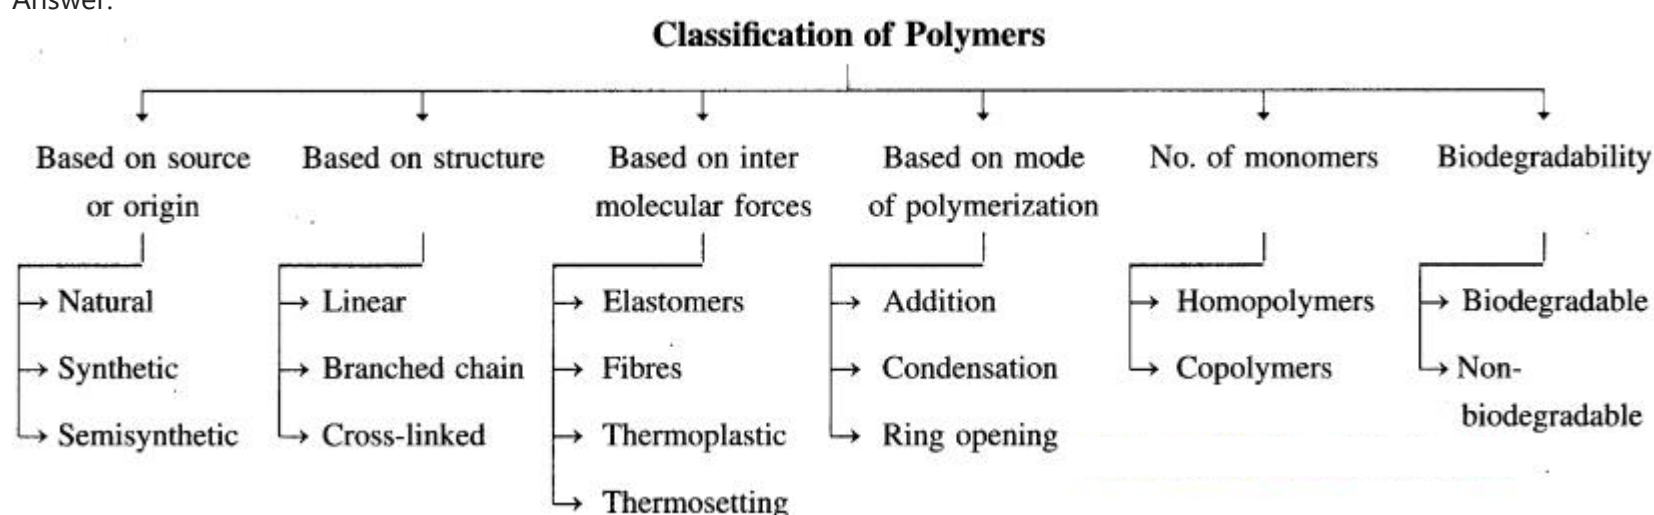 Answer:
Classification of Polymers
Based on source
or origin
Natural
Synthetic
Semisynthetic
Based on structure
Linear
Branched chain
Cross-linked
Based on inter
molecular forces
Elastomers
Fibres
Thermoplastic
Thermosetting
Based on mode
of polymerization
Addition
Condensation
Ring opening
No. of monomers
Homopolymers
Copolymers
Biodegradability
Biodegradable
Non-
biodegradable